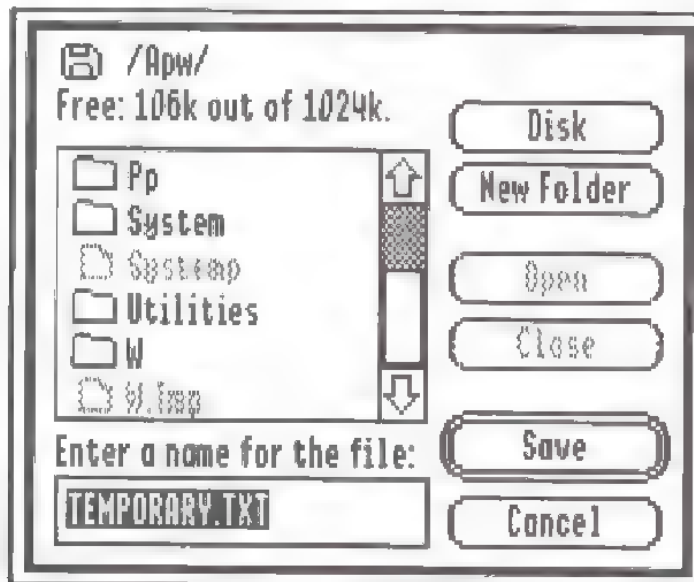 /Apw/
Free: 106k out of 1024k.
Disk
New Folder
Pp
System
Systemp
Utilities
W
W.Tmp
Open
Close
Enter a name for the file:
TEMPORARY.TXT
Save
Cancel